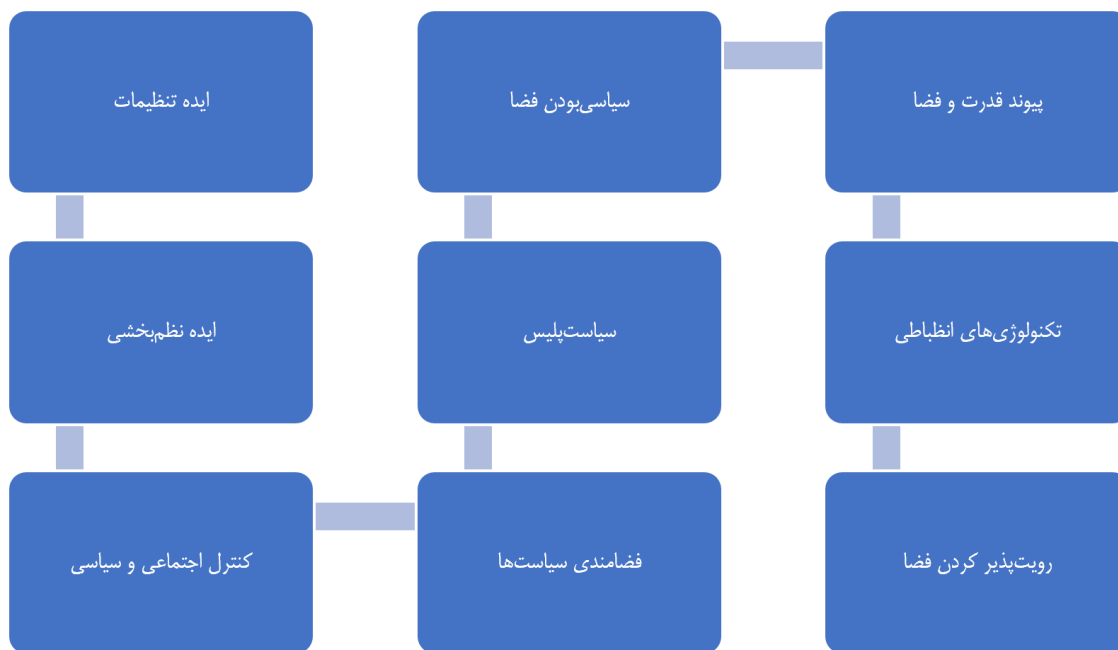 ایده تنظیمات
ایده نظم‌بخشی
کنترل اجتماعی و سیاسی
فضامندی سیاست‌ها
سیاست‌پلیس
سیاسی‌بودن فضا
پیوند قدرت و فضا
تکنولوژی‌های انظباطی
رویت‌پذیر کردن فضا